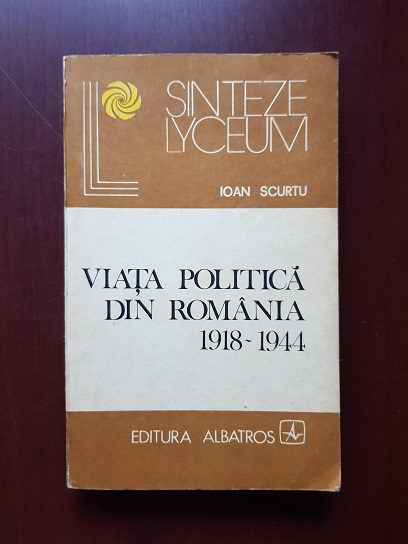 SINTEZE
LYCEUM
IOAN SCURTU
VIAȚA POLITICĂ
DIN ROMÂNIA
1918-1944
EDITURA ALBATROS